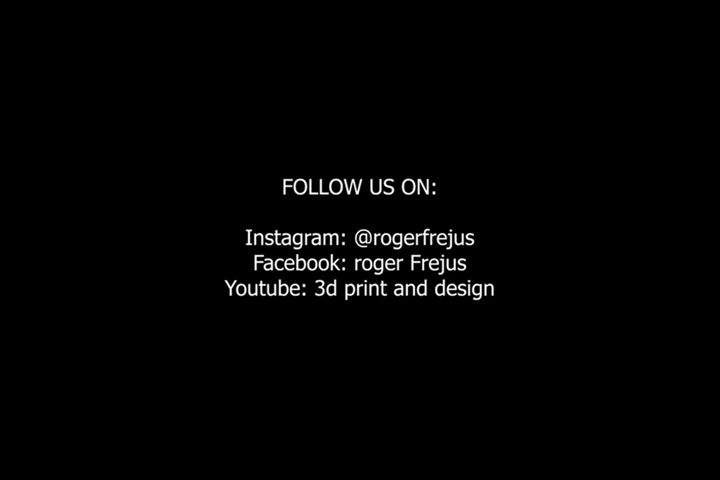 FOLLOW US ON:
Instagram: @rogerfrejus
Facebook: roger Frejus
Youtube: 3d print and design